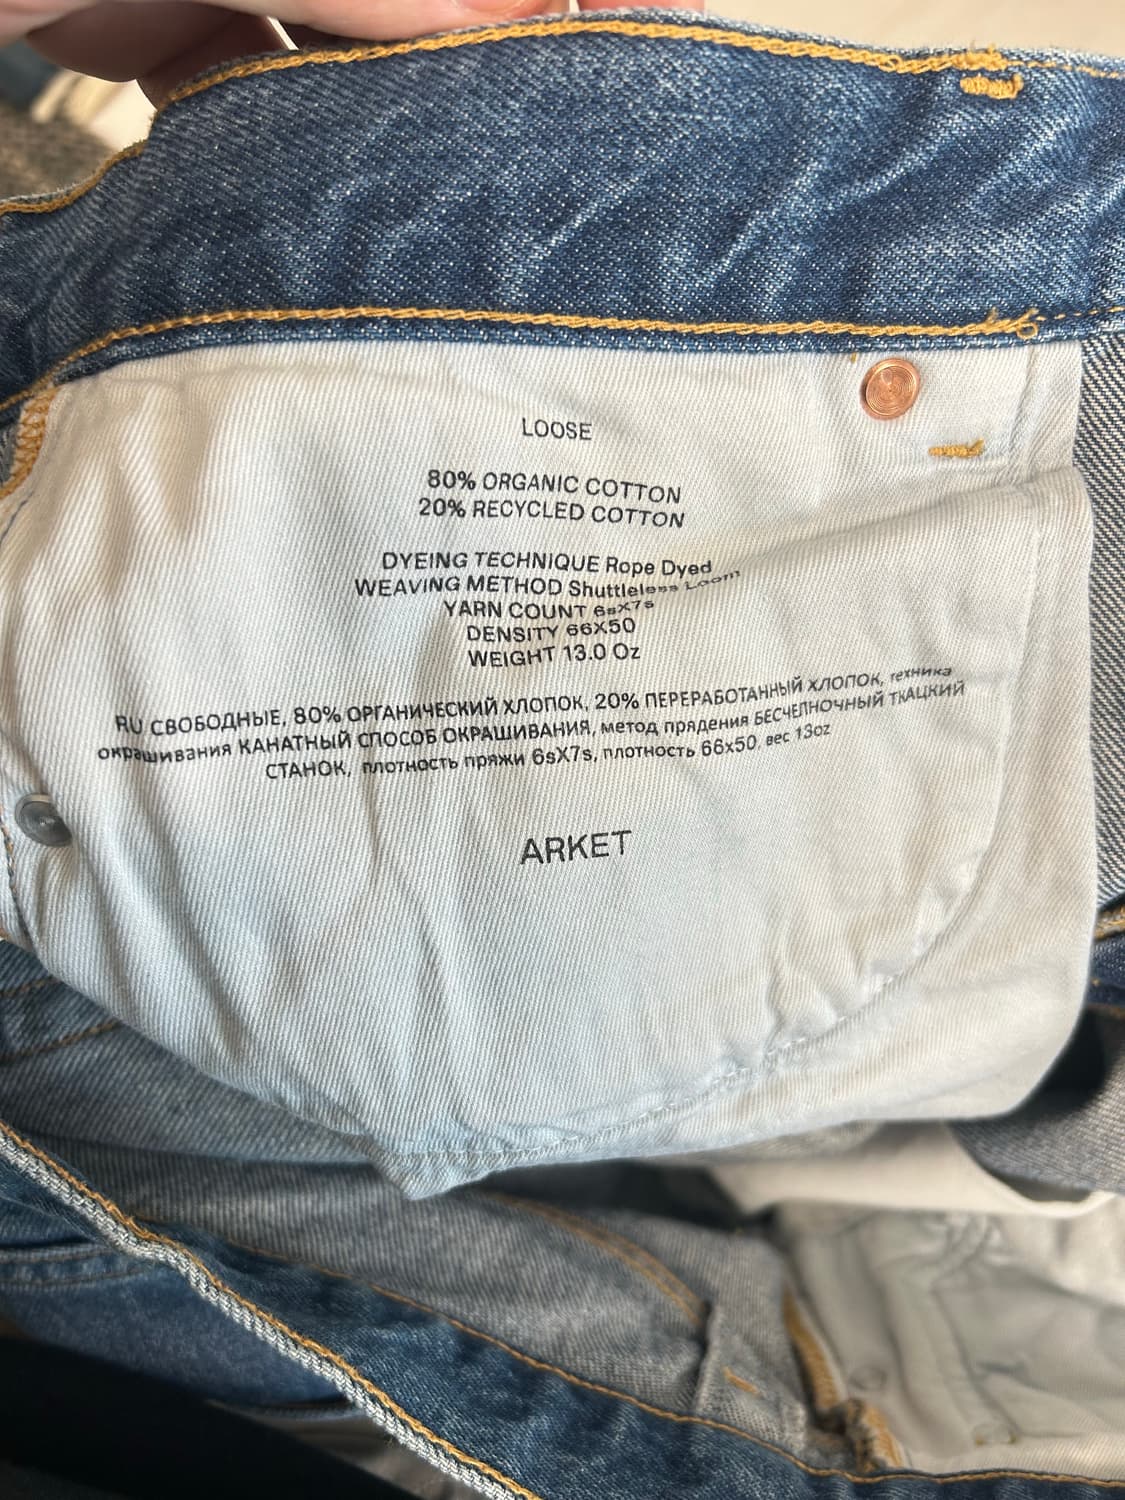 LOOSE
80% ORGANIC COTTON
20% RECYCLED COTTON
DYEING TECHNIQUE Rope Dyed
WEAVING METHOD Shuttleless Loom
YARN COUNT 6sX7s
DENSITY 66X50
WEIGHT 13.0 Oz
RU СВОБОДНЫЕ, 80% ОРГАНИЧЕСКИЙ ХЛОПОК, 20% ПЕРЕРАБОТАННЫЙ ХЛОПОК, техника
окрашивания КАНАТНЫЙ СПОСОБ ОКРАШИВАНИЯ, метод прядения БЕСЧЕЛНОЧНЫЙ ТКАЦКИЙ
СТАНОК, плотность пряжи 6sX7s, плотность 66x50, вес 13oz
ARKET